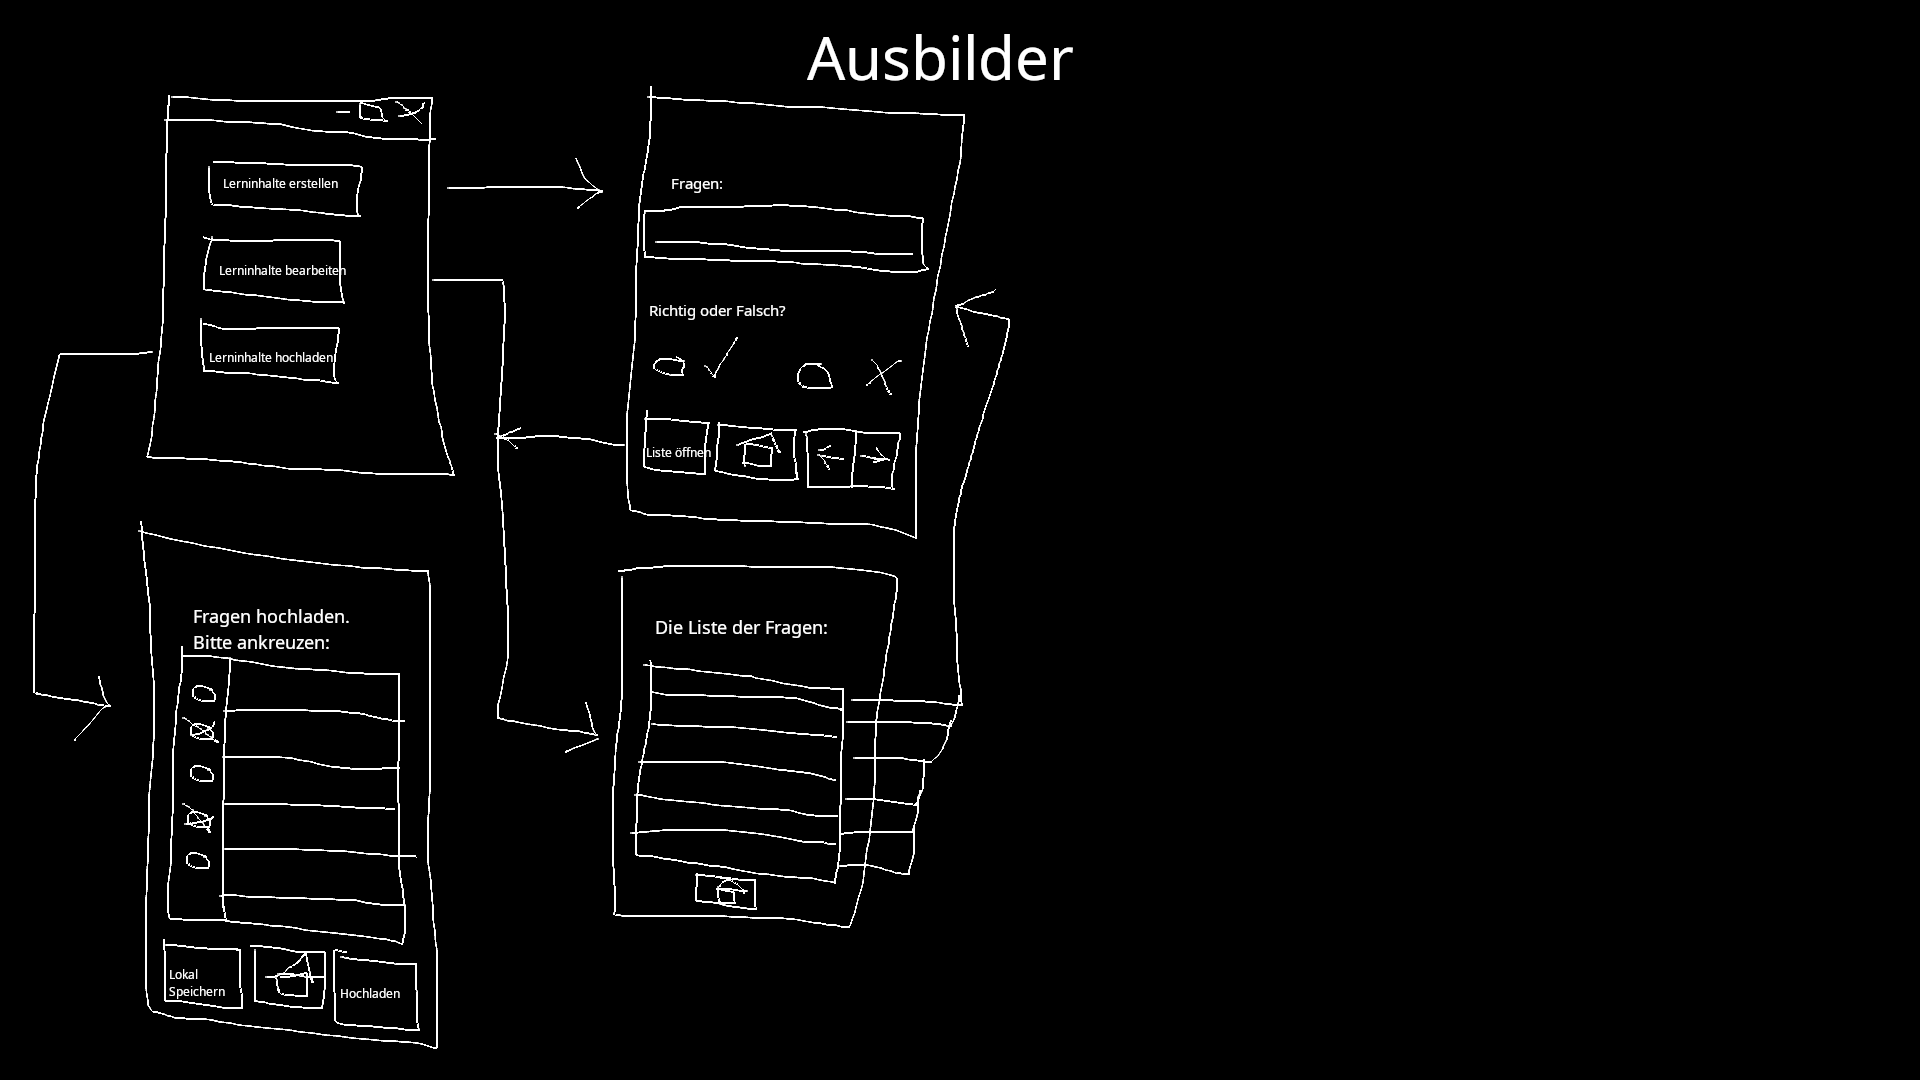 Ausbilder
Lerninhalte erstellen
Lerninhalte bearbeiten
Lerninhalte hochladen
Fragen:
Richtig oder Falsch?
Liste öffnen
Fragen hochladen.
Bitte ankreuzen:
Lokal
Speichern
Hochladen
Die Liste der Fragen: